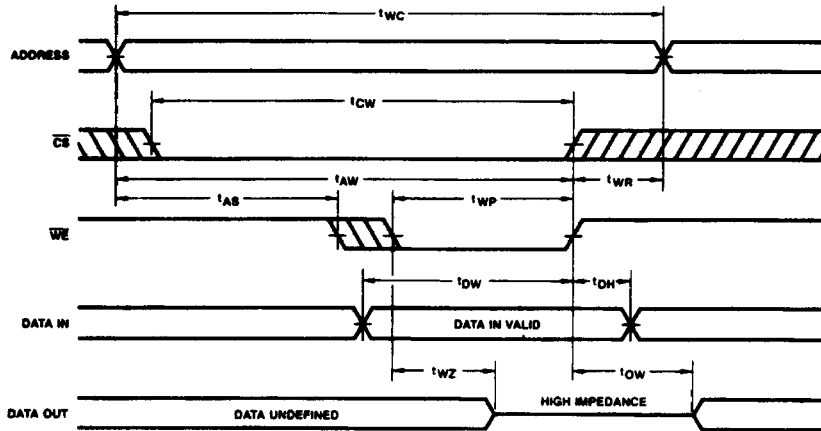 tWC
ADDRESS
tCW
CS
tAW
tWR
tAS
tWP
WE
tDW
tDH
DATA IN
DATA IN VALID
tWZ
tOW
HIGH IMPEDANCE
DATA OUT
DATA UNDEFINED